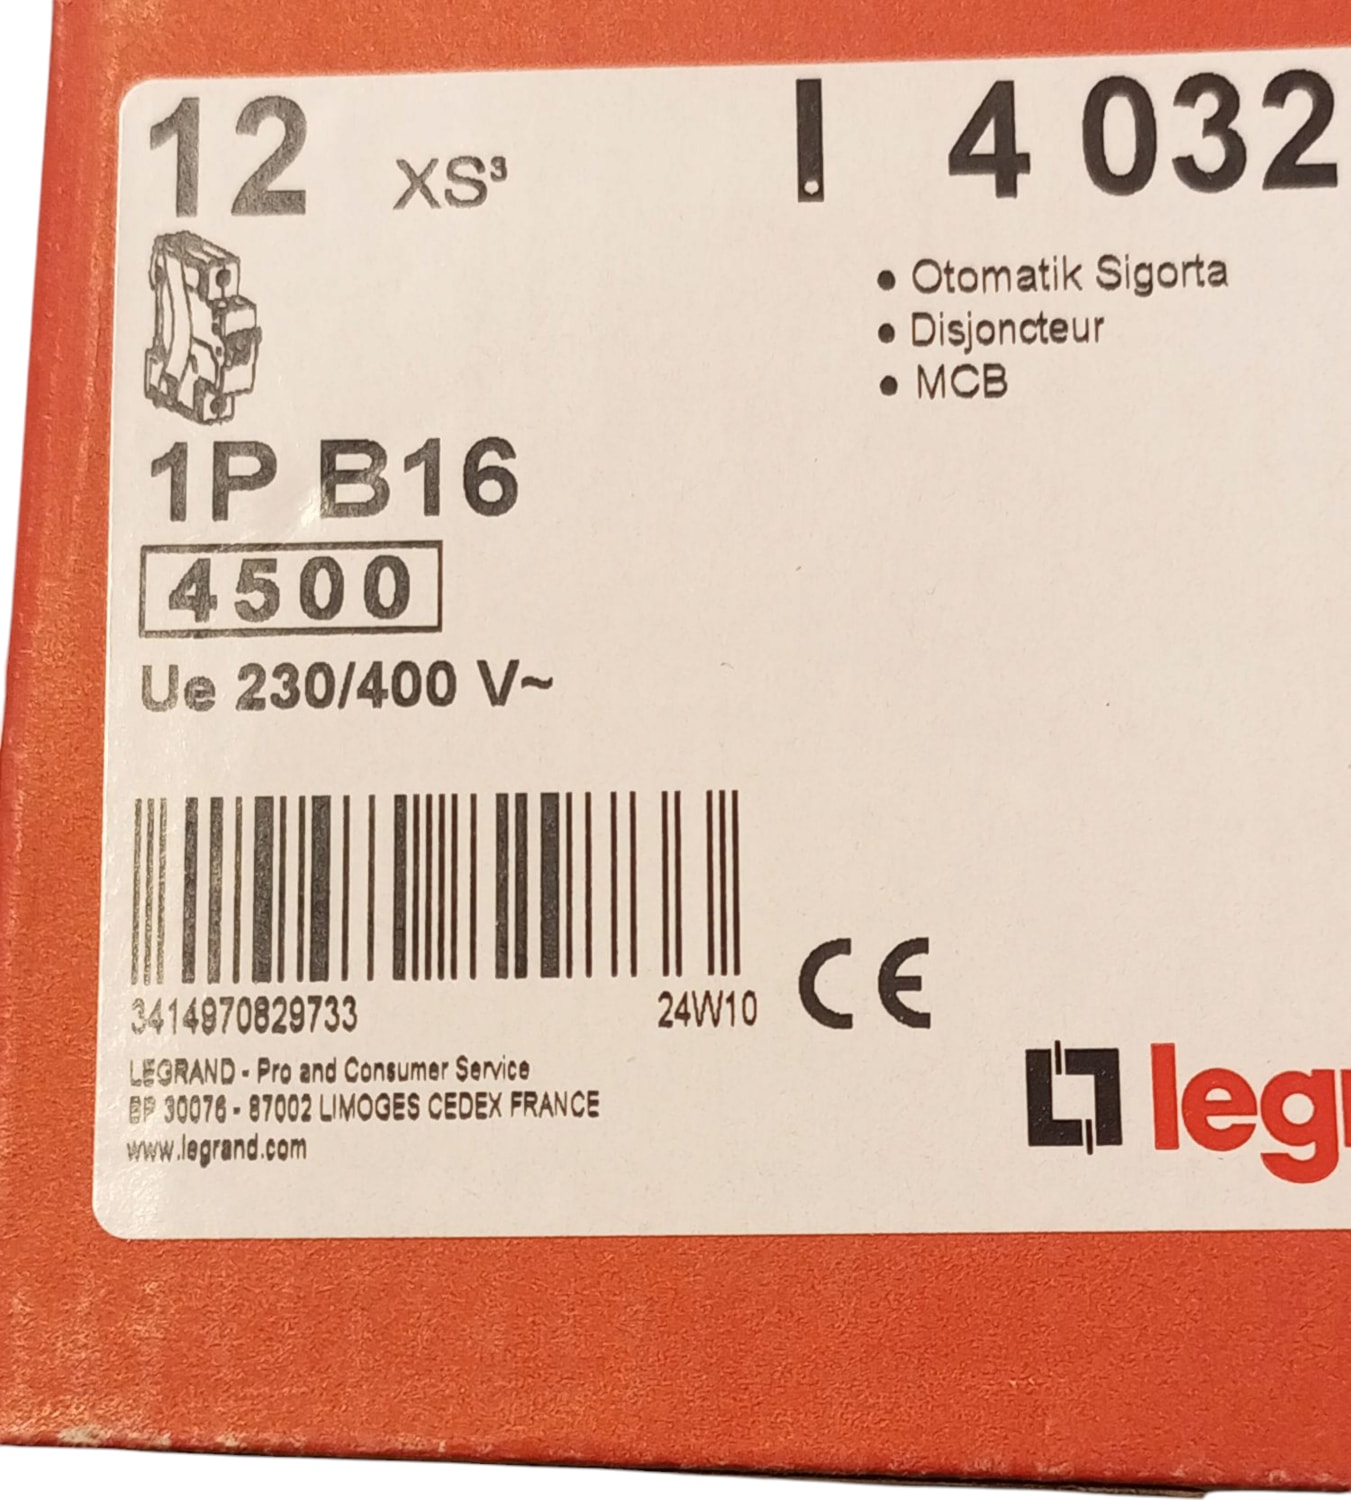 12 XS³ 4 032
• Otomatik Sigorta
• Disjoncteur
• MCB
1P B16
4500
Ue 230/400 V~
3414970829733 24W10 CE
LEGRAND - Pro and Consumer Service
BP 30076 - 87002 LIMOGES CEDEX FRANCE
www.legrand.com
leg